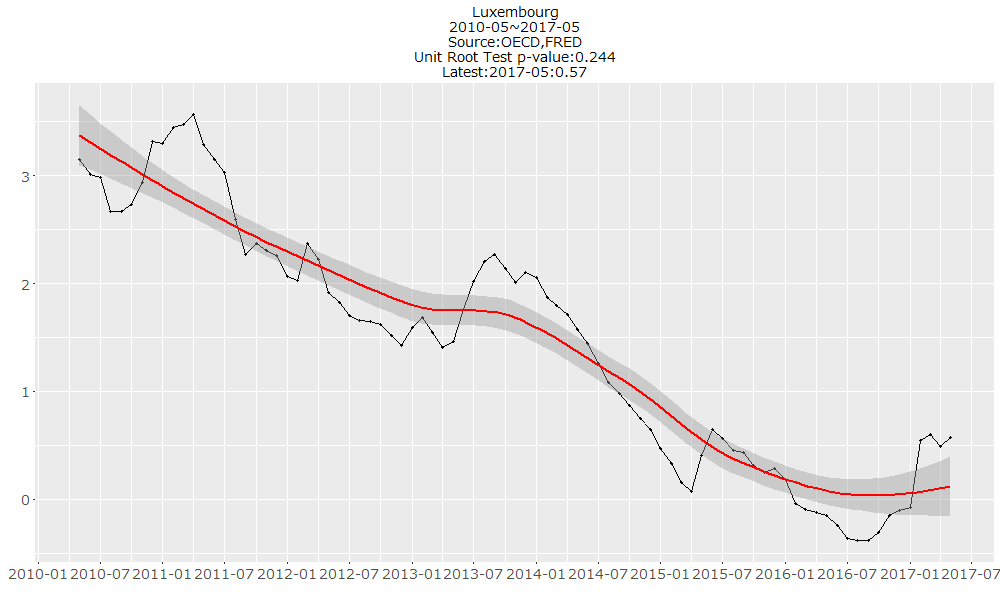 Luxembourg
2010-05~2017-05
Source:OECD,FRED
Unit Root Test p-value:0.244
Latest:2017-05:0.57
3
2
1
0
2010-01 2010-07 2011-01 2011-07 2012-01 2012-07 2013-01 2013-07 2014-01 2014-07 2015-01 2015-07 2016-01 2016-07 2017-01 2017-07